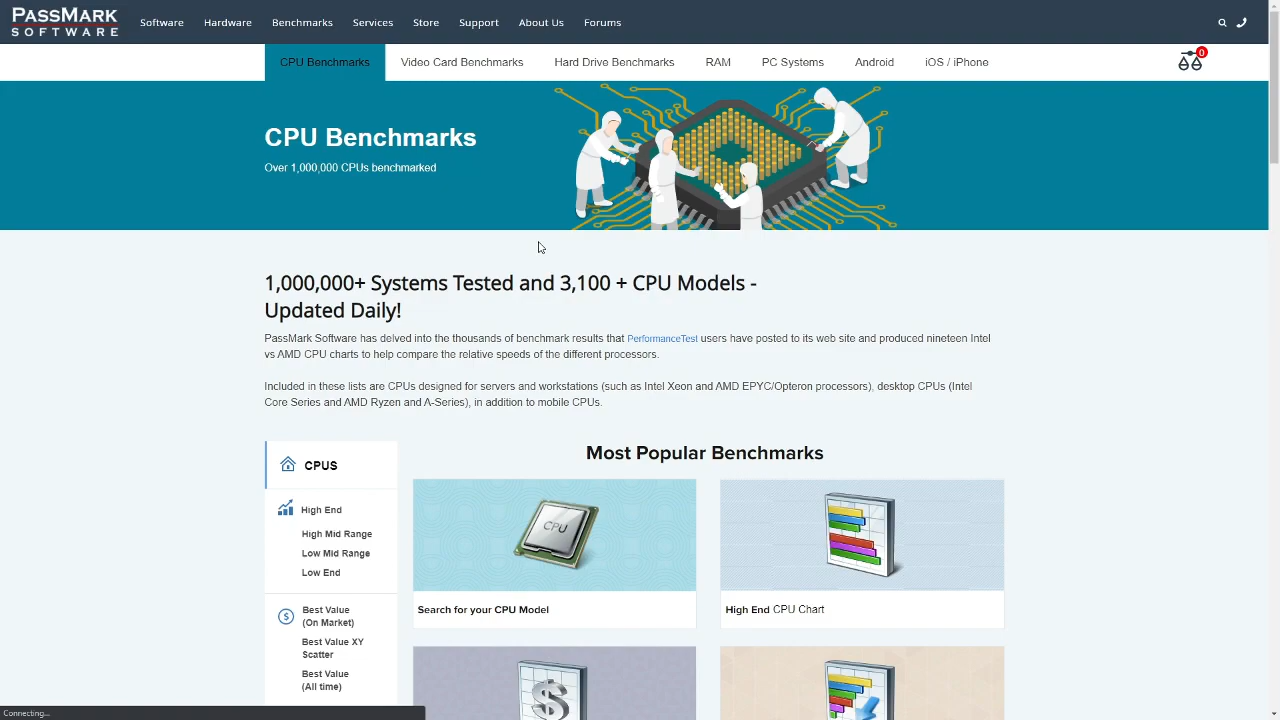 PASSMARK
SOFTWARE
Software
Hardware
Benchmarks
Services
Store
Support
About Us
Forums
CPU Benchmarks
Video Card Benchmarks
Hard Drive Benchmarks
RAM
PC Systems
Android
iOS / iPhone
0
CPU Benchmarks
Over 1,000,000 CPUs benchmarked
1,000,000+ Systems Tested and 3,100 + CPU Models -
Updated Daily!
PassMark Software has delved into the thousands of benchmark results that PerformanceTest users have posted to its web site and produced nineteen Intel
vs AMD CPU charts to help compare the relative speeds of the different processors.
Included in these lists are CPUs designed for servers and workstations (such as Intel Xeon and AMD EPYC/Opteron processors), desktop CPUs (Intel
Core Series and AMD Ryzen and A-Series), in addition to mobile CPUs.
CPUS
High End
High Mid Range
Low Mid Range
Low End
$
Best Value
(On Market)
Best Value XY
Scatter
Best Value
(All time)
Most Popular Benchmarks
CPU
Search for your CPU Model
High End CPU Chart
$
Connecting...